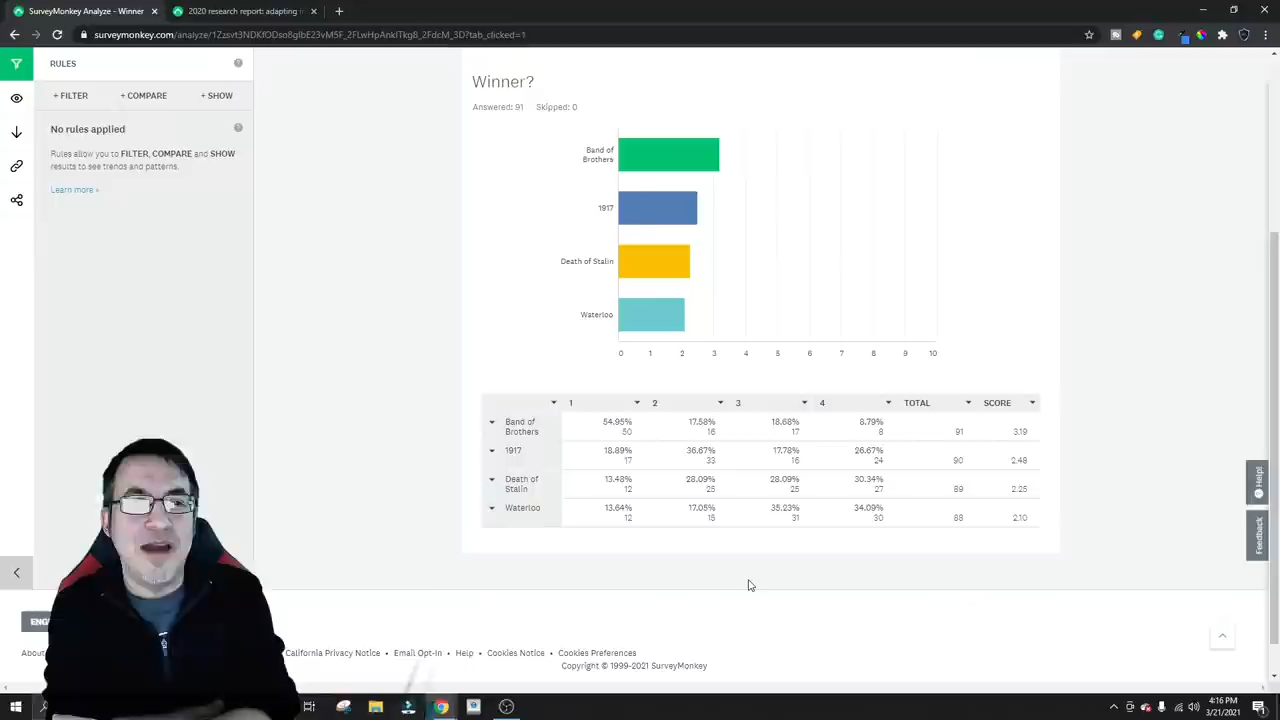 SurveyMonkey Analyze - Winner
2020 research report: adapting
surveymonkey.com/analyze/
RULES
+ FILTER
+ COMPARE
+ SHOW
No rules applied
Rules allow you to FILTER, COMPARE and SHOW
results to see trends and patterns.
Learn more »
Winner?
Answered: 91 Skipped: 0
Band of
Brothers
1917
Death of Stalin
Waterloo
0 1 2 3 4 5 6 7 8 9 10
1 2 3 4 TOTAL SCORE
Band of 54.95% 17.58% 18.68% 8.79%
Brothers 50 16 17 8 91 3.19
1917 18.89% 36.67% 17.78% 26.67%
17 33 16 24 90 2.48
Death of 13.48% 28.09% 28.09% 30.34%
Stalin 12 25 25 27 89 2.25
Waterloo 13.64% 17.05% 35.23% 34.09%
12 15 31 30 88 2.10
Help!
Feedback
ENG
California Privacy Notice • Email Opt-In • Help • Cookies Notice • Cookies Preferences
Copyright © 1999-2021 SurveyMonkey
4:16 PM
3/21/2021